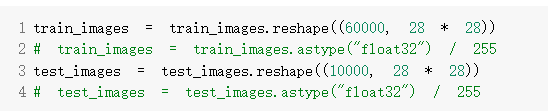 1 train_images = train_images.reshape((60000, 28 * 28))
2 # train_images = train_images.astype("float32") / 255
3 test_images = test_images.reshape((10000, 28 * 28))
4 # test_images = test_images.astype("float32") / 255